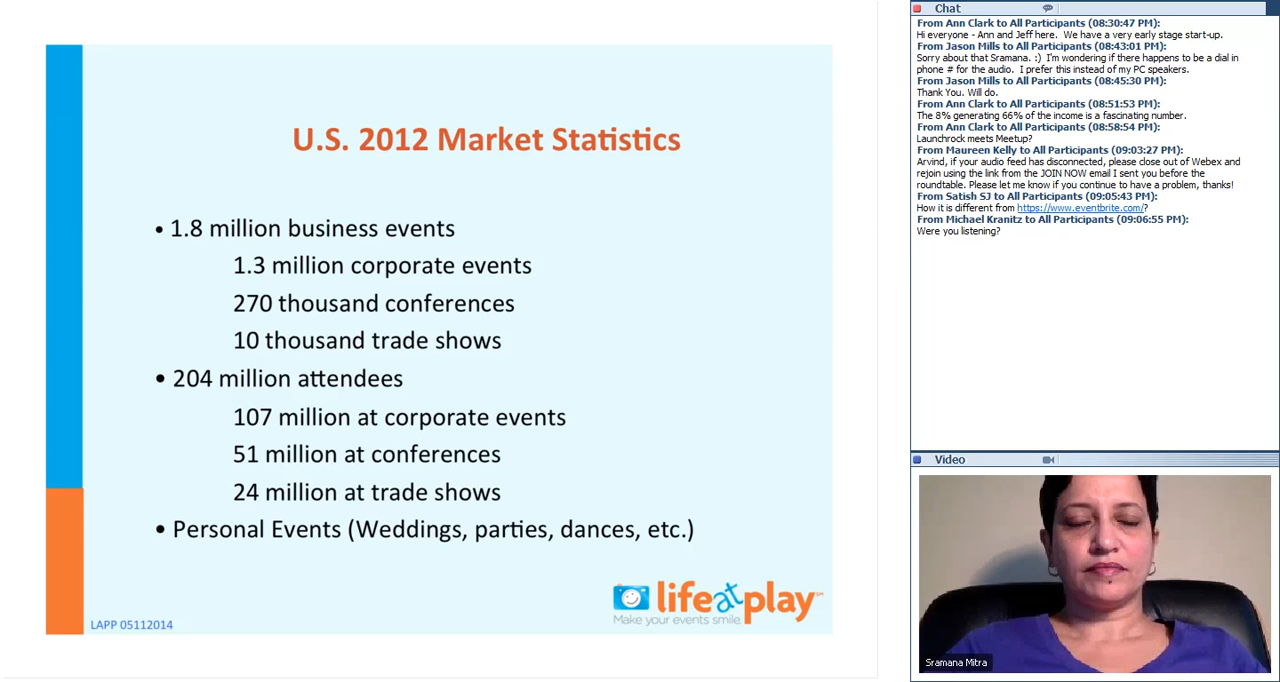 U.S. 2012 Market Statistics
• 1.8 million business events
1.3 million corporate events
270 thousand conferences
10 thousand trade shows
• 204 million attendees
107 million at corporate events
51 million at conferences
24 million at trade shows
• Personal Events (Weddings, parties, dances, etc.)
lifeatplay℠
Make your events smile.
LAPP 05112014
Chat
From Ann Clark to All Participants (08:30:47 PM):
Hi everyone - Ann and Jeff here. We have a very early stage start-up.
From Jason Mills to All Participants (08:43:01 PM):
Sorry about that Sramana. :) I'm wondering if there happens to be a dial in
phone # for the audio. I prefer this instead of my PC speakers.
From Jason Mills to All Participants (08:45:30 PM):
Thank You. Will do.
From Ann Clark to All Participants (08:51:53 PM):
The 8% generating 66% of the income is a fascinating number.
From Ann Clark to All Participants (08:58:54 PM):
Launchrock meets Meetup?
From Maureen Kelly to All Participants (09:03:27 PM):
Arvind, if your audio feed has disconnected, please close out of Webex and
rejoin using the link from the JOIN NOW email I sent you before the
roundtable. Please let me know if you continue to have a problem, thanks!
From Satish SJ to All Participants (09:05:43 PM):
How it is different from https://www.eventbrite.com/?
From Michael Kranitz to All Participants (09:06:55 PM):
Were you listening?
Video
Sramana Mitra